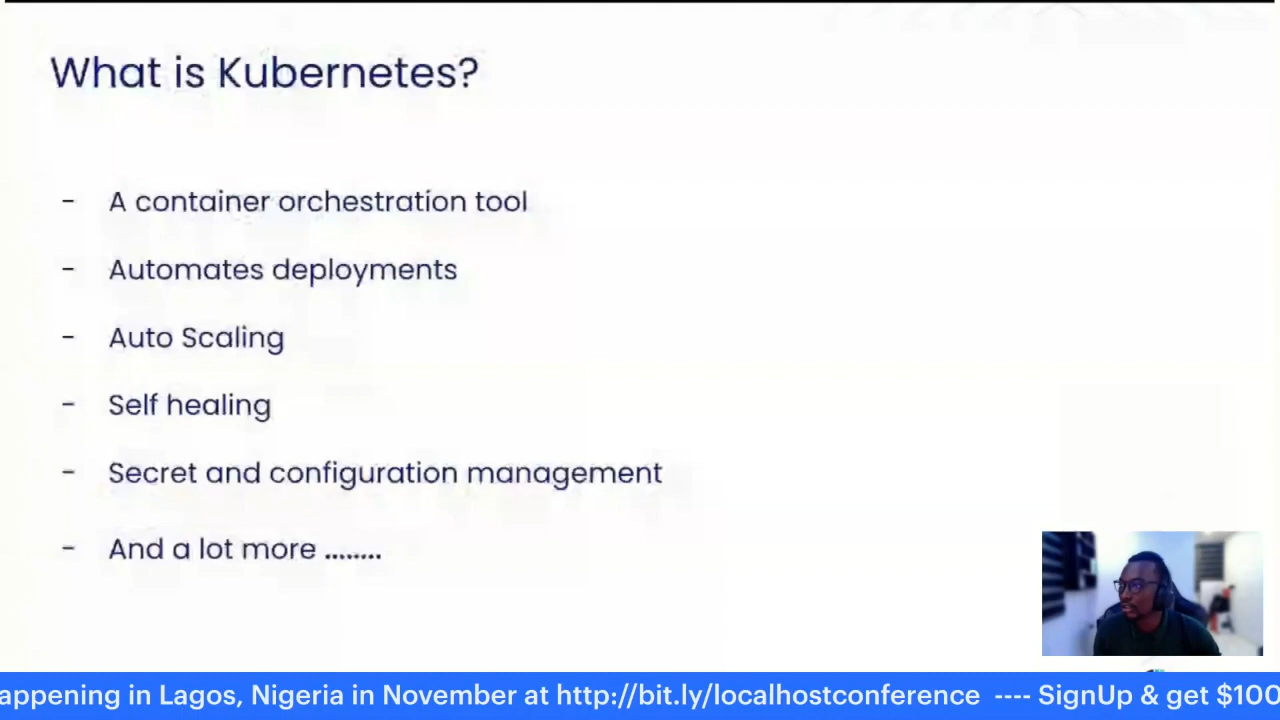 What is Kubernetes?
- A container orchestration tool
- Automates deployments
- Auto Scaling
- Self healing
- Secret and configuration management
- And a lot more ........
appening in Lagos, Nigeria in November at http://bit.ly/localhostconference ---- SignUp & get $100